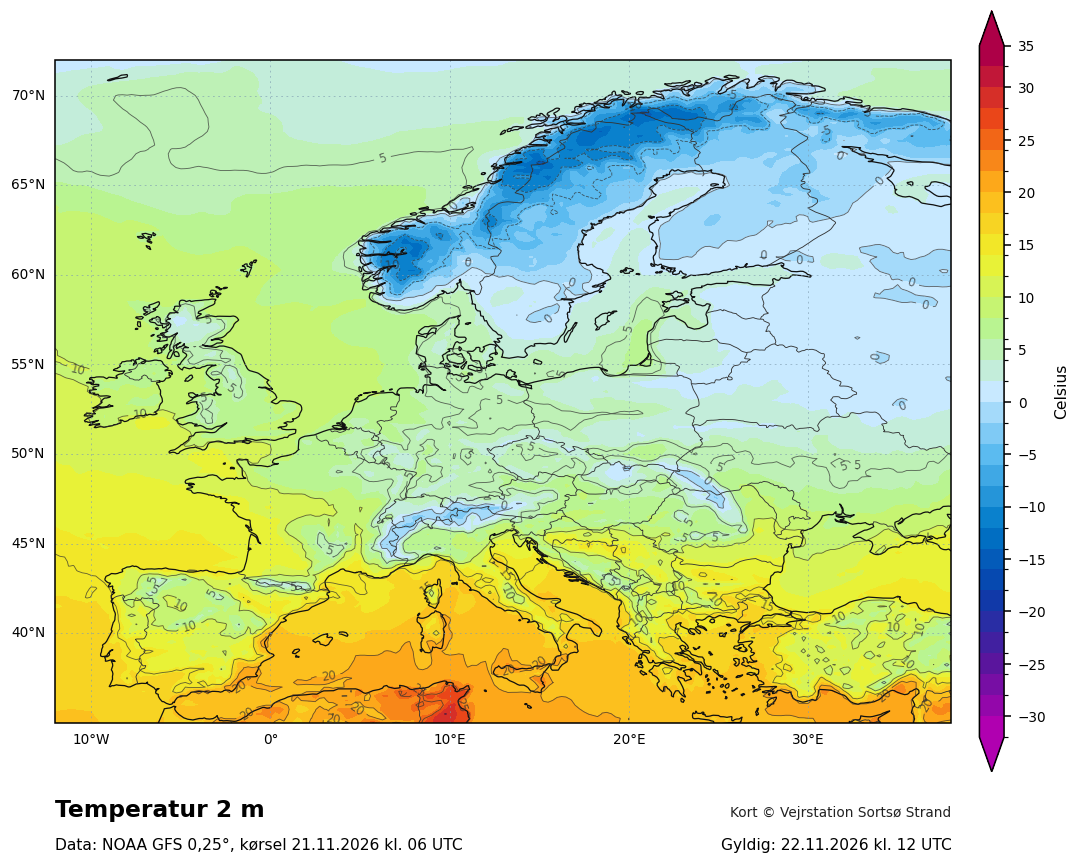 35
30
25
20
15
10
5
0
−5
−10
−15
−20
−25
−30
Celsius
70°N
65°N
60°N
55°N
50°N
45°N
40°N
10°W 0° 10°E 20°E 30°E
Temperatur 2 m
Kort © Vejrstation Sortsø Strand
Data: NOAA GFS 0,25°, kørsel 21.11.2026 kl. 06 UTC
Gyldig: 22.11.2026 kl. 12 UTC